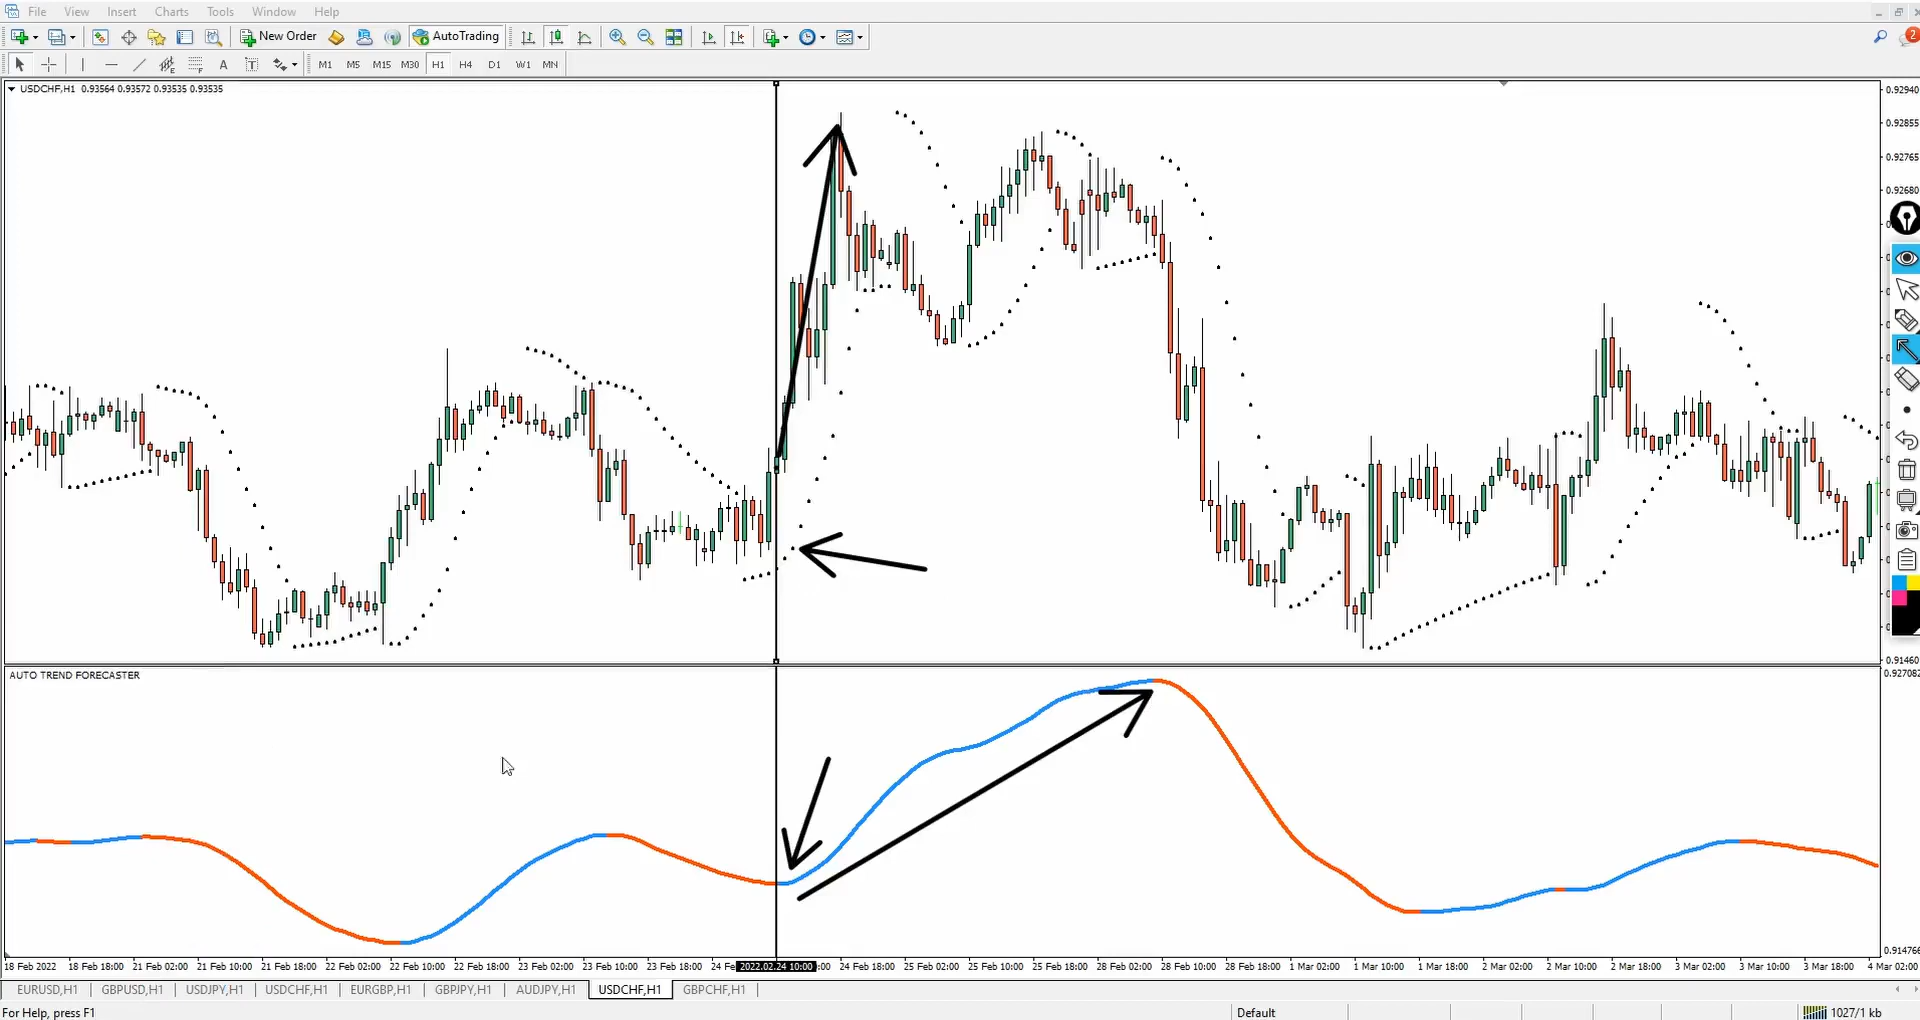 File View Insert Charts Tools Window Help
New Order AutoTrading 2
A T M1 M5 M15 M30 H1 H4 D1 W1 MN
USDCHF,H1 0.93564 0.93572 0.93535 0.93535
0.92940
0.92855
0.92765
0.92680
0.91460
AUTO TREND FORECASTER
0.927082
0.914766
18 Feb 2022 18 Feb 18:00 21 Feb 02:00 21 Feb 10:00 21 Feb 18:00 22 Feb 02:00 22 Feb 10:00 22 Feb 18:00 23 Feb 02:00 23 Feb 10:00 23 Feb 18:00 24 Fe 2022.02.24 10:00 :00 24 Feb 18:00 25 Feb 02:00 25 Feb 10:00 25 Feb 18:00 28 Feb 02:00 28 Feb 10:00 28 Feb 18:00 1 Mar 02:00 1 Mar 10:00 1 Mar 18:00 2 Mar 02:00 2 Mar 10:00 2 Mar 18:00 3 Mar 02:00 3 Mar 10:00 3 Mar 18:00 4 Mar 02:00
EURUSD,H1 GBPUSD,H1 USDJPY,H1 USDCHF,H1 EURGBP,H1 GBPJPY,H1 AUDJPY,H1 USDCHF,H1 GBPCHF,H1
For Help, press F1 Default 1027/1 kb